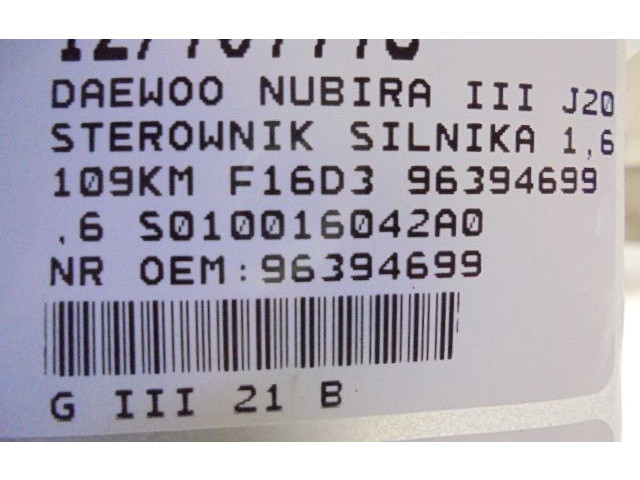 DAEWOO NUBIRA III J20
STEROWNIK SILNIKA 1,6
109KM F16D3 96394699
,6 S010016042A0
NR OEM:96394699
G III 21 B